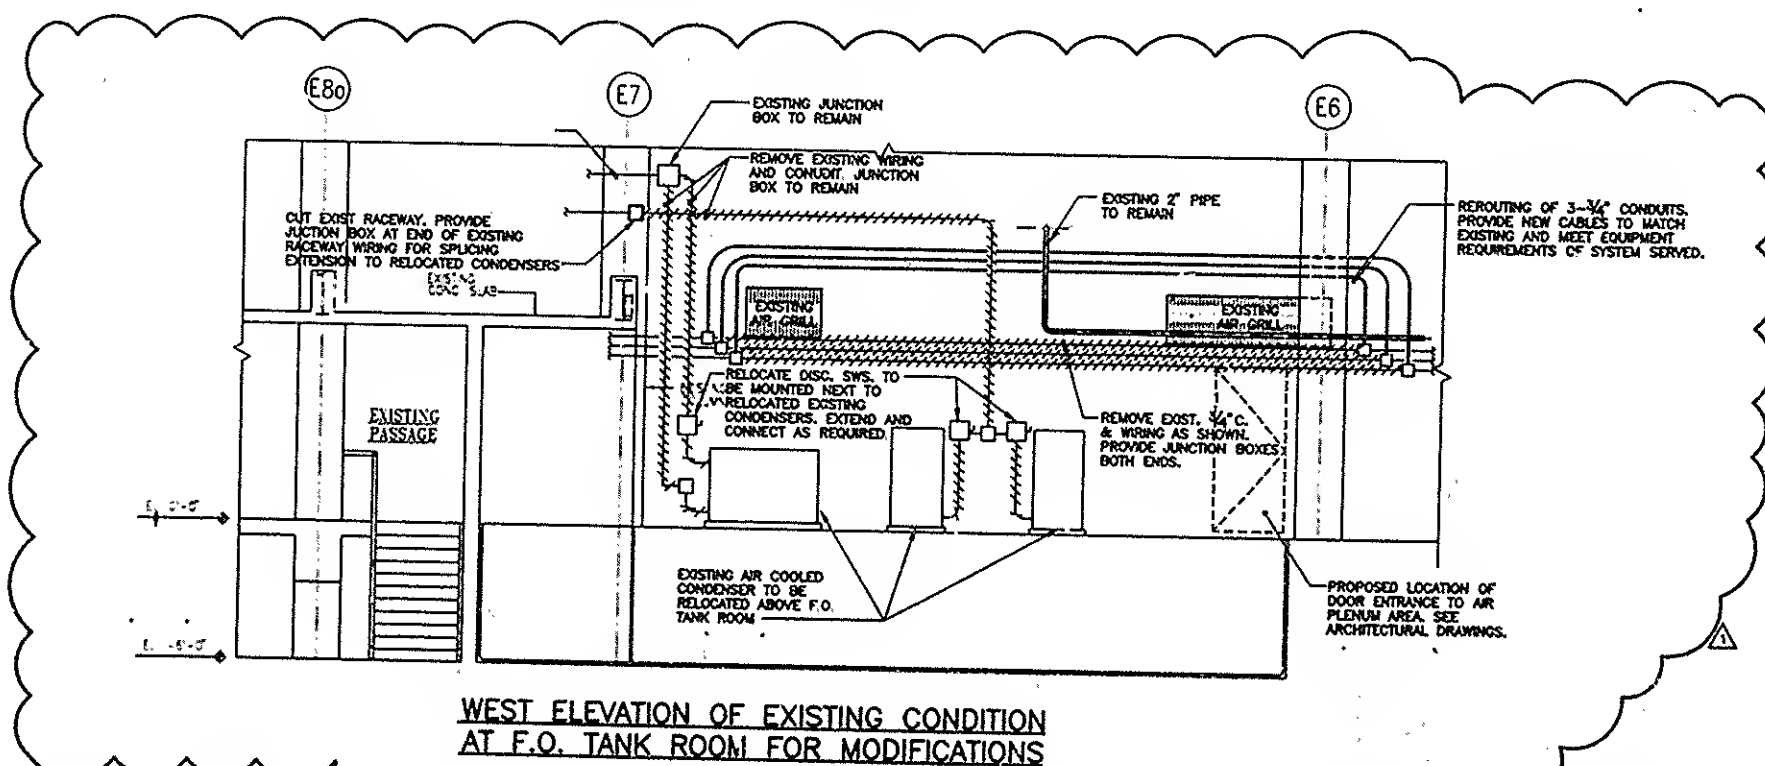 E8o
E7
E6
EXISTING JUNCTION
BOX TO REMAIN
REMOVE EXISTING WIRING
AND CONUDIT. JUNCTION
BOX TO REMAIN
CUT EXIST RACEWAY. PROVIDE
JUCTION BOX AT END OF EXISTING
RACEWAY WIRING FOR SPLICING
EXTENSION TO RELOCATED CONDENSERS
EXISTING
CONC SLAB
EXISTING 2" PIPE
TO REMAIN
REROUTING OF 3-¾" CONDUITS.
PROVIDE NEW CABLES TO MATCH
EXISTING AND MEET EQUIPMENT
REQUIREMENTS OF SYSTEM SERVED.
EXISTING
AIR GRILL
EXISTING
AIR GRILL
RELOCATE DISC. SWS. TO
BE MOUNTED NEXT TO
RELOCATED EXISTING
CONDENSERS. EXTEND AND
CONNECT AS REQUIRED.
EXISTING
PASSAGE
REMOVE EXIST. ¾" C.
& WIRING AS SHOWN.
PROVIDE JUNCTION BOXES
BOTH ENDS.
EXISTING AIR COOLED
CONDENSER TO BE
RELOCATED ABOVE F.O.
TANK ROOM
PROPOSED LOCATION OF
DOOR ENTRANCE TO AIR
PLENUM AREA. SEE
ARCHITECTURAL DRAWINGS.
1
WEST ELEVATION OF EXISTING CONDITION
AT F.O. TANK ROOM FOR MODIFICATIONS